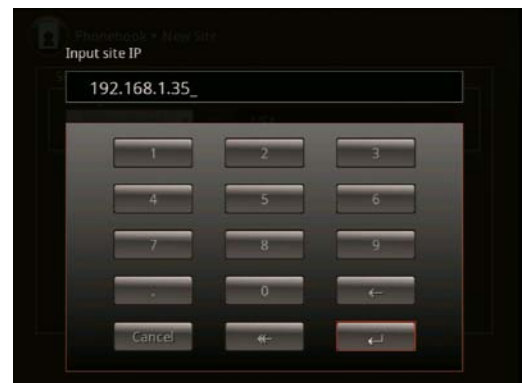 Phonebook • New Site
Input site IP
192.168.1.35_
1 2 3
4 5 6
7 8 9
. 0 ←
Cancel ↞ ↵